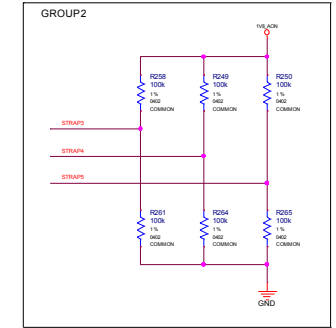 GROUP2
1V8_AON
R258
100k
1%
0402
COMMON
R249
100k
1%
0402
COMMON
R250
100k
1%
0402
COMMON
STRAP3
STRAP4
STRAP5
R261
100k
1%
0402
COMMON
R264
100k
1%
0402
COMMON
R265
100k
1%
0402
COMMON
GND